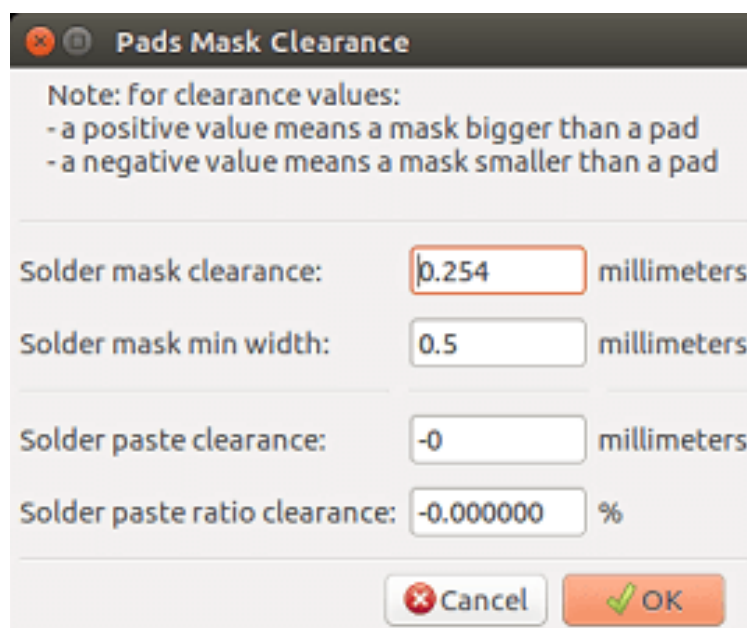 Pads Mask Clearance
Note: for clearance values:
- a positive value means a mask bigger than a pad
- a negative value means a mask smaller than a pad
Solder mask clearance: 0.254 millimeters
Solder mask min width: 0.5 millimeters
Solder paste clearance: -0 millimeters
Solder paste ratio clearance: -0.000000 %
Cancel OK